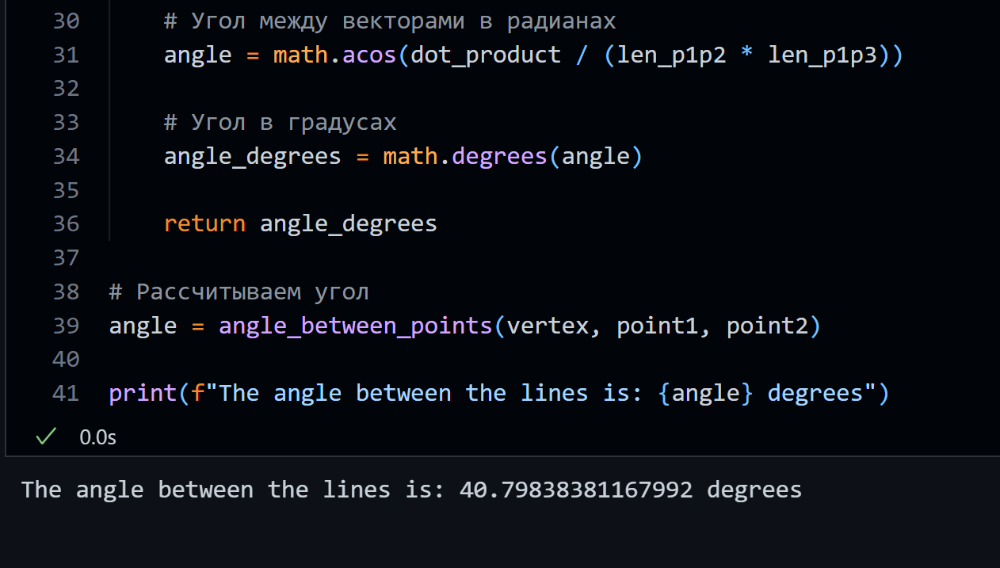 30 # Угол между векторами в радианах
31 angle = math.acos(dot_product / (len_p1p2 * len_p1p3))
32
33 # Угол в градусах
34 angle_degrees = math.degrees(angle)
35
36 return angle_degrees
37
38 # Рассчитываем угол
39 angle = angle_between_points(vertex, point1, point2)
40
41 print(f"The angle between the lines is: {angle} degrees")
0.0s
The angle between the lines is: 40.79838381167992 degrees